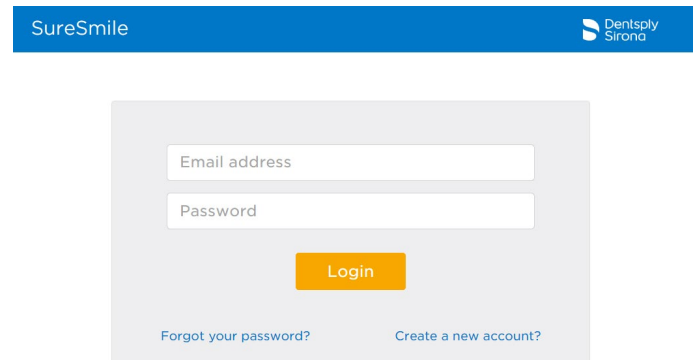 SureSmile
Dentsply
Sirona
Email address
Password
Login
Forgot your password?
Create a new account?